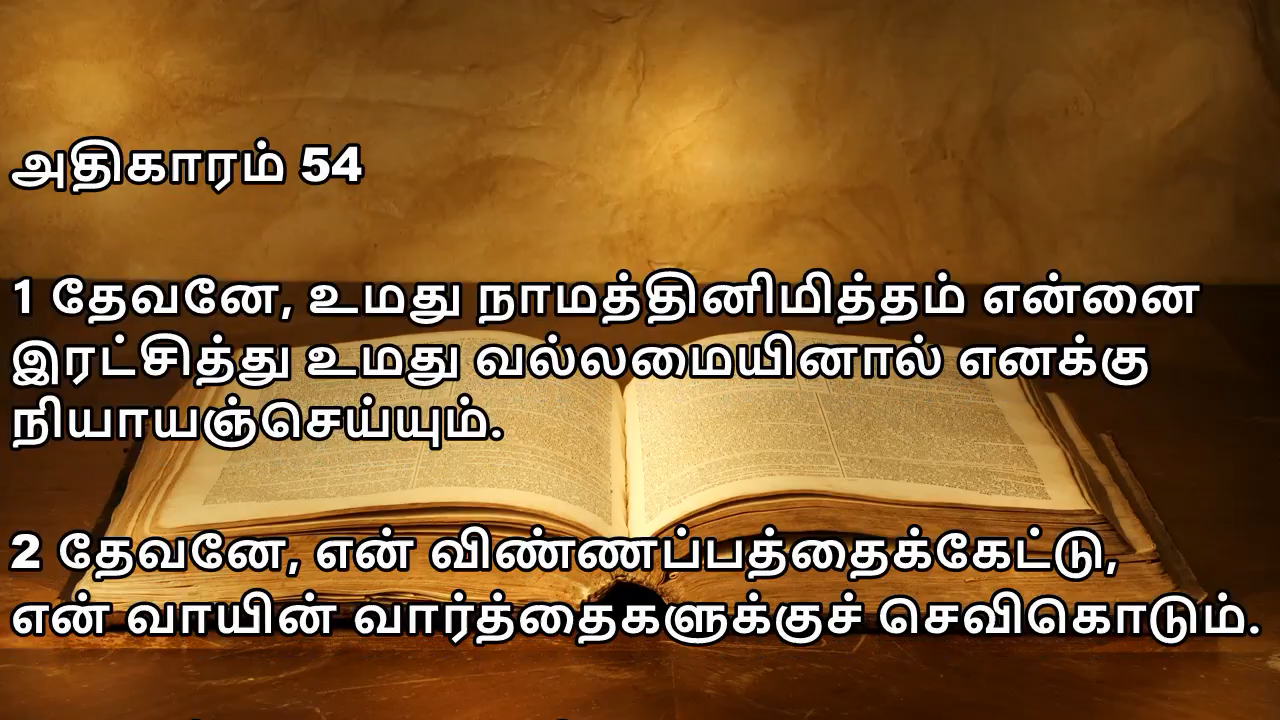 அதிகாரம் 54
1 தேவனே, உமது நாமத்தினிமித்தம் என்னை
இரட்சித்து உமது வல்லமையினால் எனக்கு
நியாயஞ்செய்யும்.
2 தேவனே, என் விண்ணப்பத்தைக்கேட்டு,
என் வாயின் வார்த்தைகளுக்குச் செவிகொடும்.